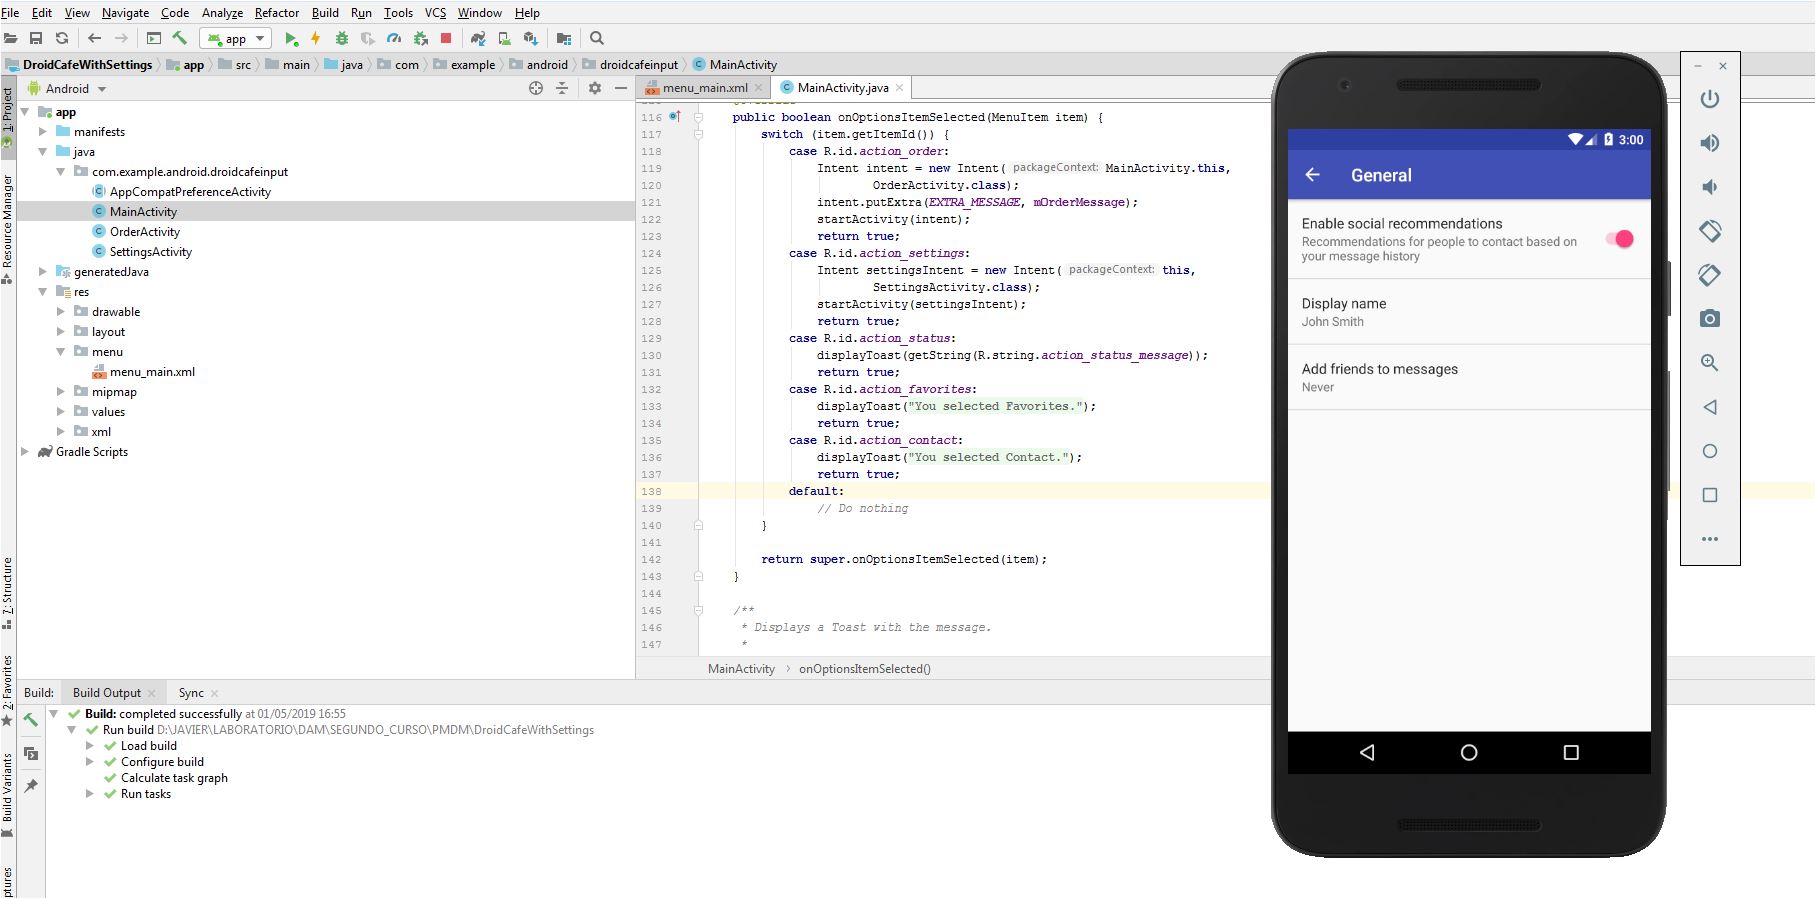 File Edit View Navigate Code Analyze Refactor Build Run Tools VCS Window Help
app
DroidCafeWithSettings app src main java com example android droidcafeinput MainActivity
1: Project
Resource Manager
7: Structure
2: Favorites
Build Variants
ptures
Android
app
manifests
java
com.example.android.droidcafeinput
AppCompatPreferenceActivity
MainActivity
OrderActivity
SettingsActivity
generatedJava
res
drawable
layout
menu
menu_main.xml
mipmap
values
xml
Gradle Scripts
menu_main.xml MainActivity.java
116 public boolean onOptionsItemSelected(MenuItem item) {
117 switch (item.getItemId()) {
118 case R.id.action_order:
119 Intent intent = new Intent( packageContext: MainActivity.this,
120 OrderActivity.class);
121 intent.putExtra(EXTRA_MESSAGE, mOrderMessage);
122 startActivity(intent);
123 return true;
124 case R.id.action_settings:
125 Intent settingsIntent = new Intent( packageContext: this,
126 SettingsActivity.class);
127 startActivity(settingsIntent);
128 return true;
129 case R.id.action_status:
130 displayToast(getString(R.string.action_status_message));
131 return true;
132 case R.id.action_favorites:
133 displayToast("You selected Favorites.");
134 return true;
135 case R.id.action_contact:
136 displayToast("You selected Contact.");
137 return true;
138 default:
139 // Do nothing
140 }
141
142 return super.onOptionsItemSelected(item);
143 }
144
145 /**
146 * Displays a Toast with the message.
147 *
MainActivity onOptionsItemSelected()
3:00
General
Enable social recommendations
Recommendations for people to contact based on
your message history
Display name
John Smith
Add friends to messages
Never
Build: Build Output Sync
Build: completed successfully at 01/05/2019 16:55
Run build D:\JAVIER\LABORATORIO\DAM\SEGUNDO_CURSO\PMDM\DroidCafeWithSettings
Load build
Configure build
Calculate task graph
Run tasks